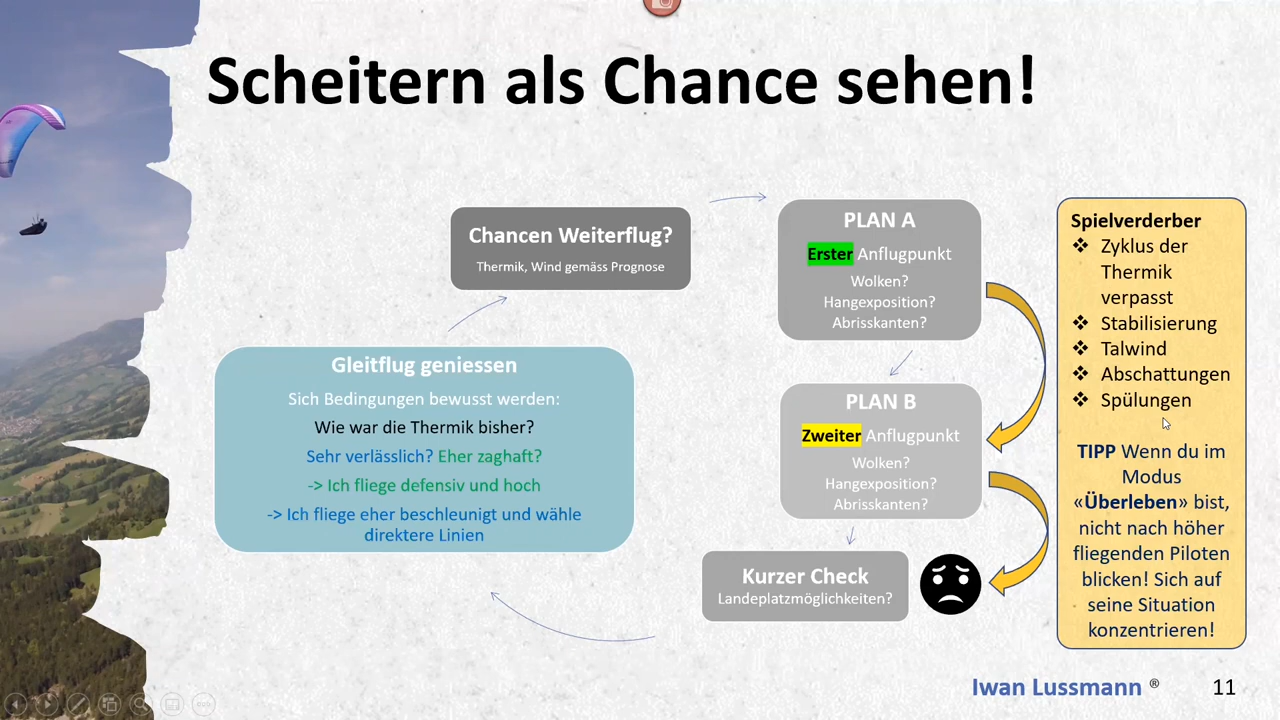 Scheitern als Chance sehen!
Chancen Weiterflug?
Thermik, Wind gemäss Prognose
Gleitflug geniessen
Sich Bedingungen bewusst werden:
Wie war die Thermik bisher?
Sehr verlässlich? Eher zaghaft?
-> Ich fliege defensiv und hoch
-> Ich fliege eher beschleunigt und wähle
direktere Linien
PLAN A
Erster Anflugpunkt
Wolken?
Hangexposition?
Abrisskanten?
PLAN B
Zweiter Anflugpunkt
Wolken?
Hangexposition?
Abrisskanten?
Kurzer Check
Landeplatzmöglichkeiten?
Spielverderber
❖ Zyklus der
Thermik
verpasst
❖ Stabilisierung
❖ Talwind
❖ Abschattungen
❖ Spülungen
TIPP Wenn du im
Modus
«Überleben» bist,
nicht nach höher
fliegenden Piloten
blicken! Sich auf
seine Situation
konzentrieren!
Iwan Lussmann ®
11